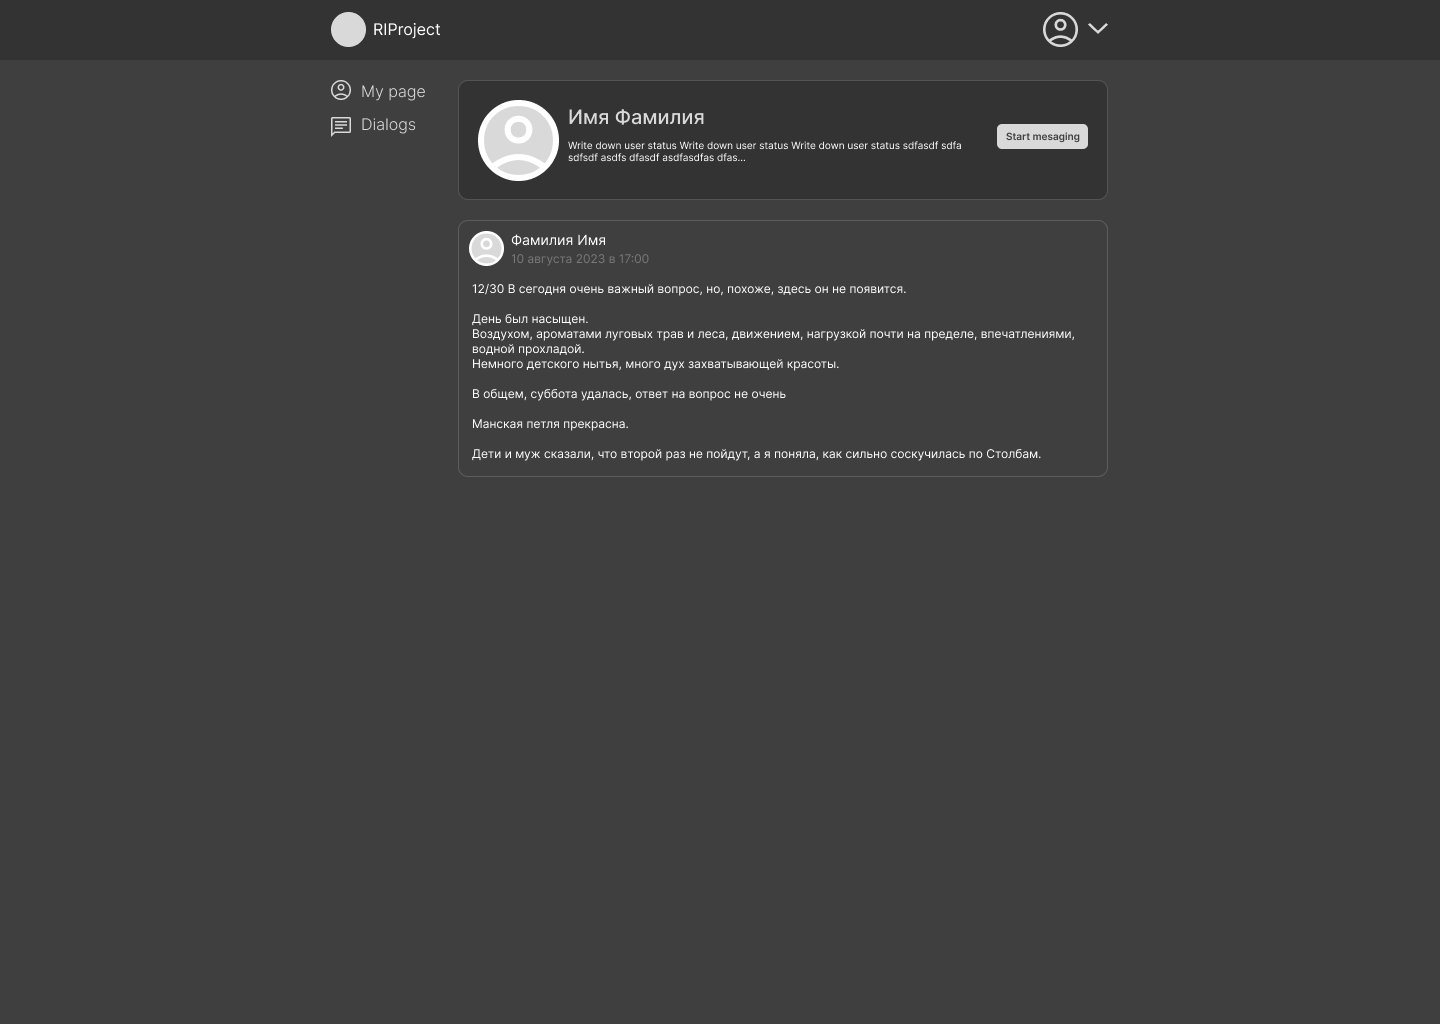 RIProject
My page
Dialogs
Имя Фамилия
Write down user status Write down user status Write down user status sdfasdf sdfa
sdfsdf asdfs dfasdf asdfasdfas dfas...
Start mesaging
Фамилия Имя
10 августа 2023 в 17:00
12/30 В сегодня очень важный вопрос, но, похоже, здесь он не появится.
День был насыщен.
Воздухом, ароматами луговых трав и леса, движением, нагрузкой почти на пределе, впечатлениями,
водной прохладой.
Немного детского нытья, много дух захватывающей красоты.
В общем, суббота удалась, ответ на вопрос не очень
Манская петля прекрасна.
Дети и муж сказали, что второй раз не пойдут, а я поняла, как сильно соскучилась по Столбам.